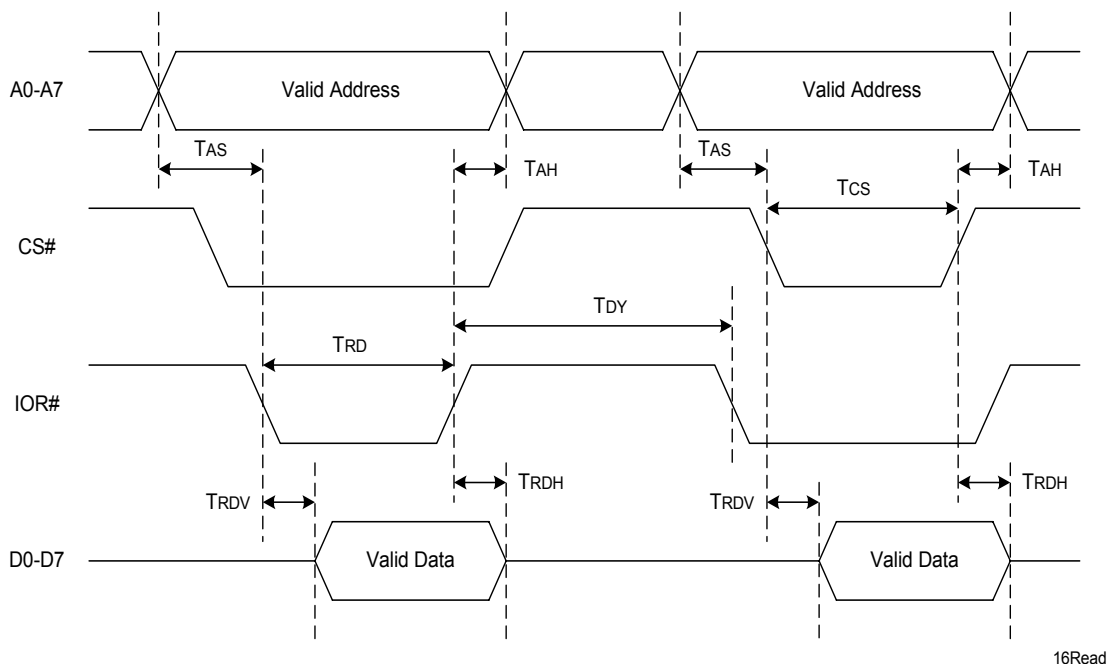 A0-A7
Valid Address
Valid Address
TAS
TAH
TAS
TAH
TCS
CS#
TDY
TRD
IOR#
TRDV
TRDH
TRDV
TRDH
D0-D7
Valid Data
Valid Data
16Read